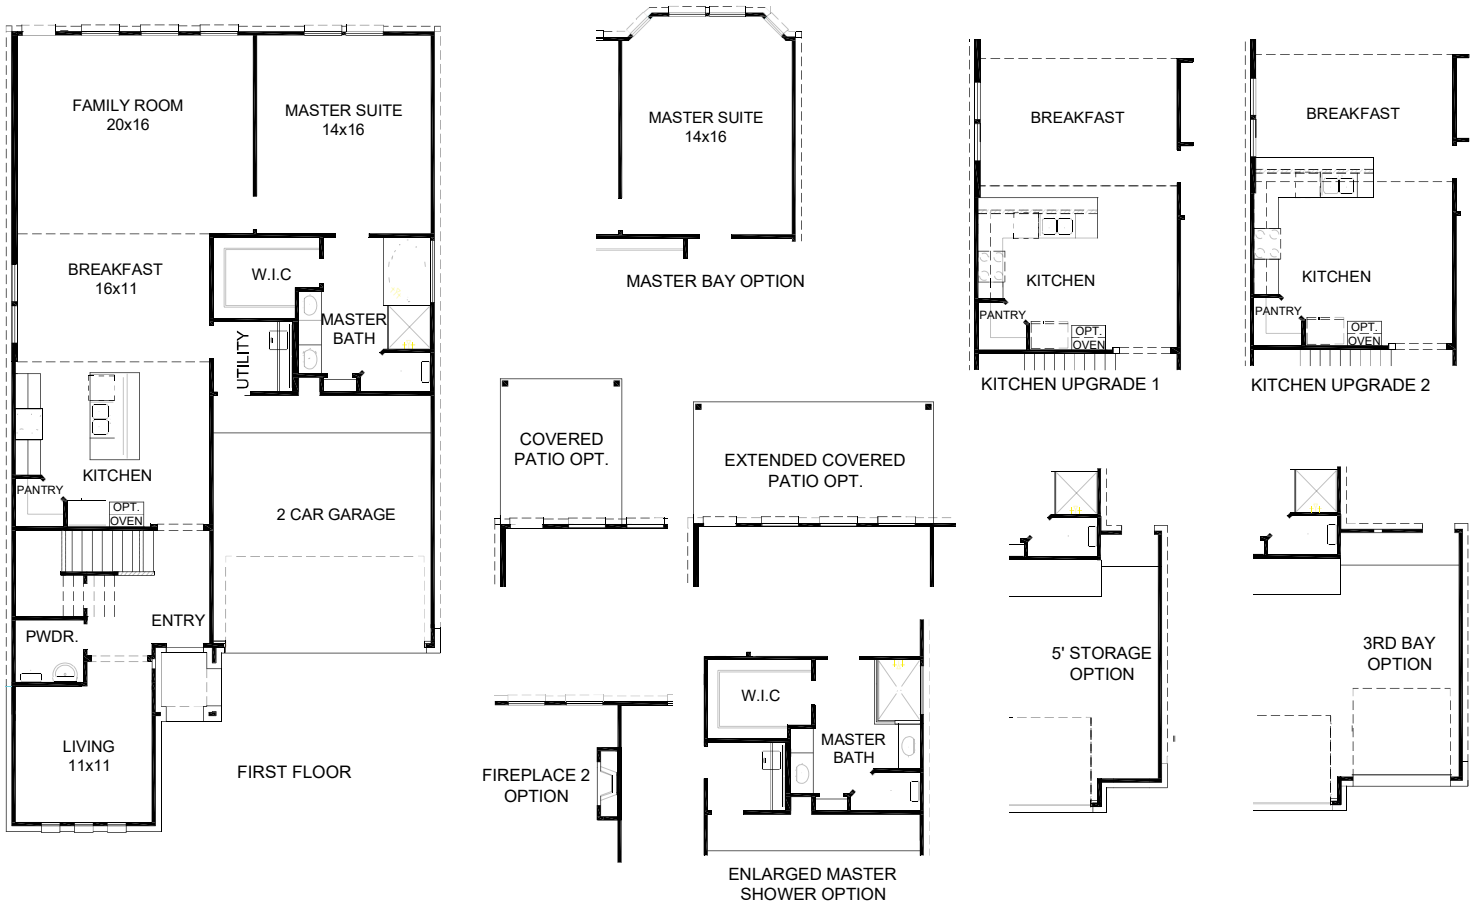 FAMILY ROOM
20x16
MASTER SUITE
14x16
BREAKFAST
16x11
W.I.C
MASTER
BATH
UTILITY
KITCHEN
PANTRY
OPT.
OVEN
2 CAR GARAGE
ENTRY
PWDR.
LIVING
11x11
FIRST FLOOR
MASTER SUITE
14x16
MASTER BAY OPTION
BREAKFAST
KITCHEN
PANTRY
OPT.
OVEN
KITCHEN UPGRADE 1
BREAKFAST
KITCHEN
PANTRY
OPT.
OVEN
KITCHEN UPGRADE 2
COVERED
PATIO OPT.
EXTENDED COVERED
PATIO OPT.
FIREPLACE 2
OPTION
W.I.C
MASTER
BATH
ENLARGED MASTER
SHOWER OPTION
5' STORAGE
OPTION
3RD BAY
OPTION